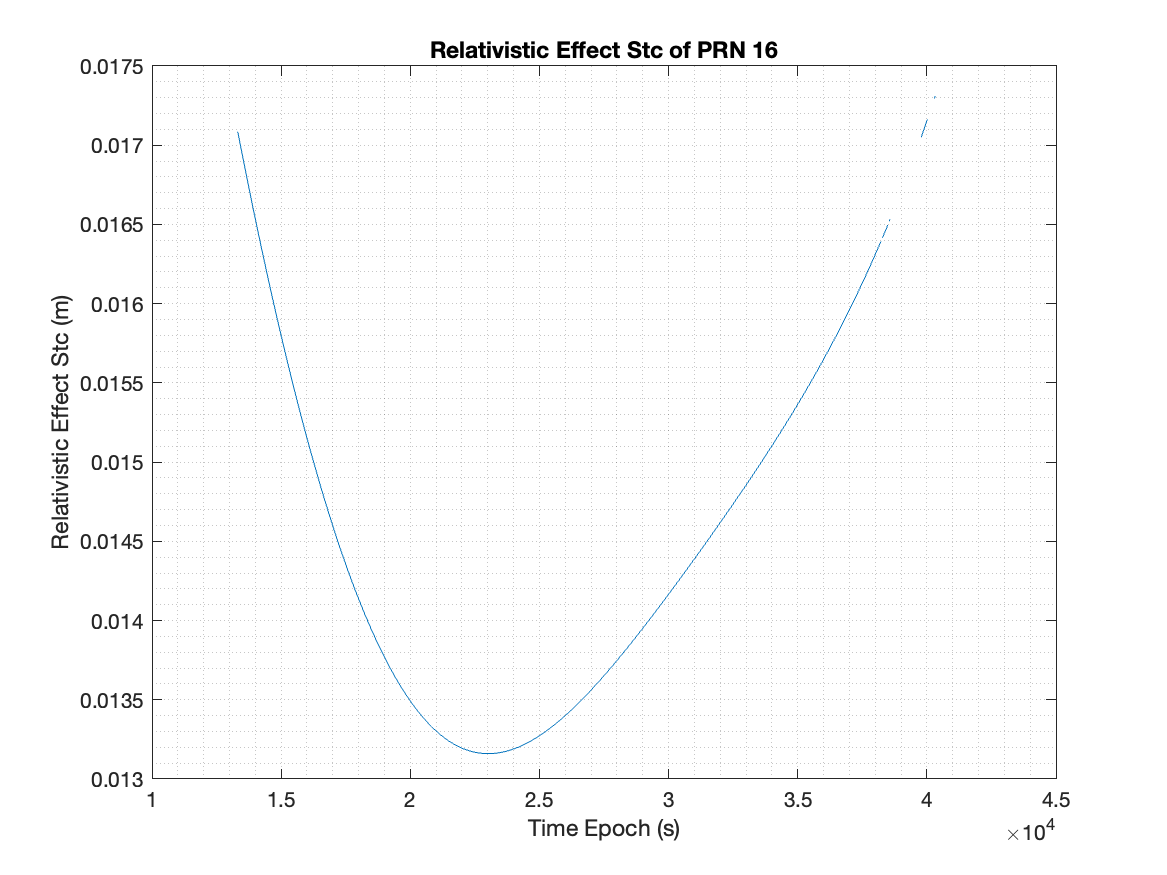 Relativistic Effect Stc of PRN 16
0.0175
0.017
0.0165
0.016
0.0155
0.015
0.0145
0.014
0.0135
0.013
Relativistic Effect Stc (m)
1 1.5 2 2.5 3 3.5 4 4.5
Time Epoch (s)
×10⁴